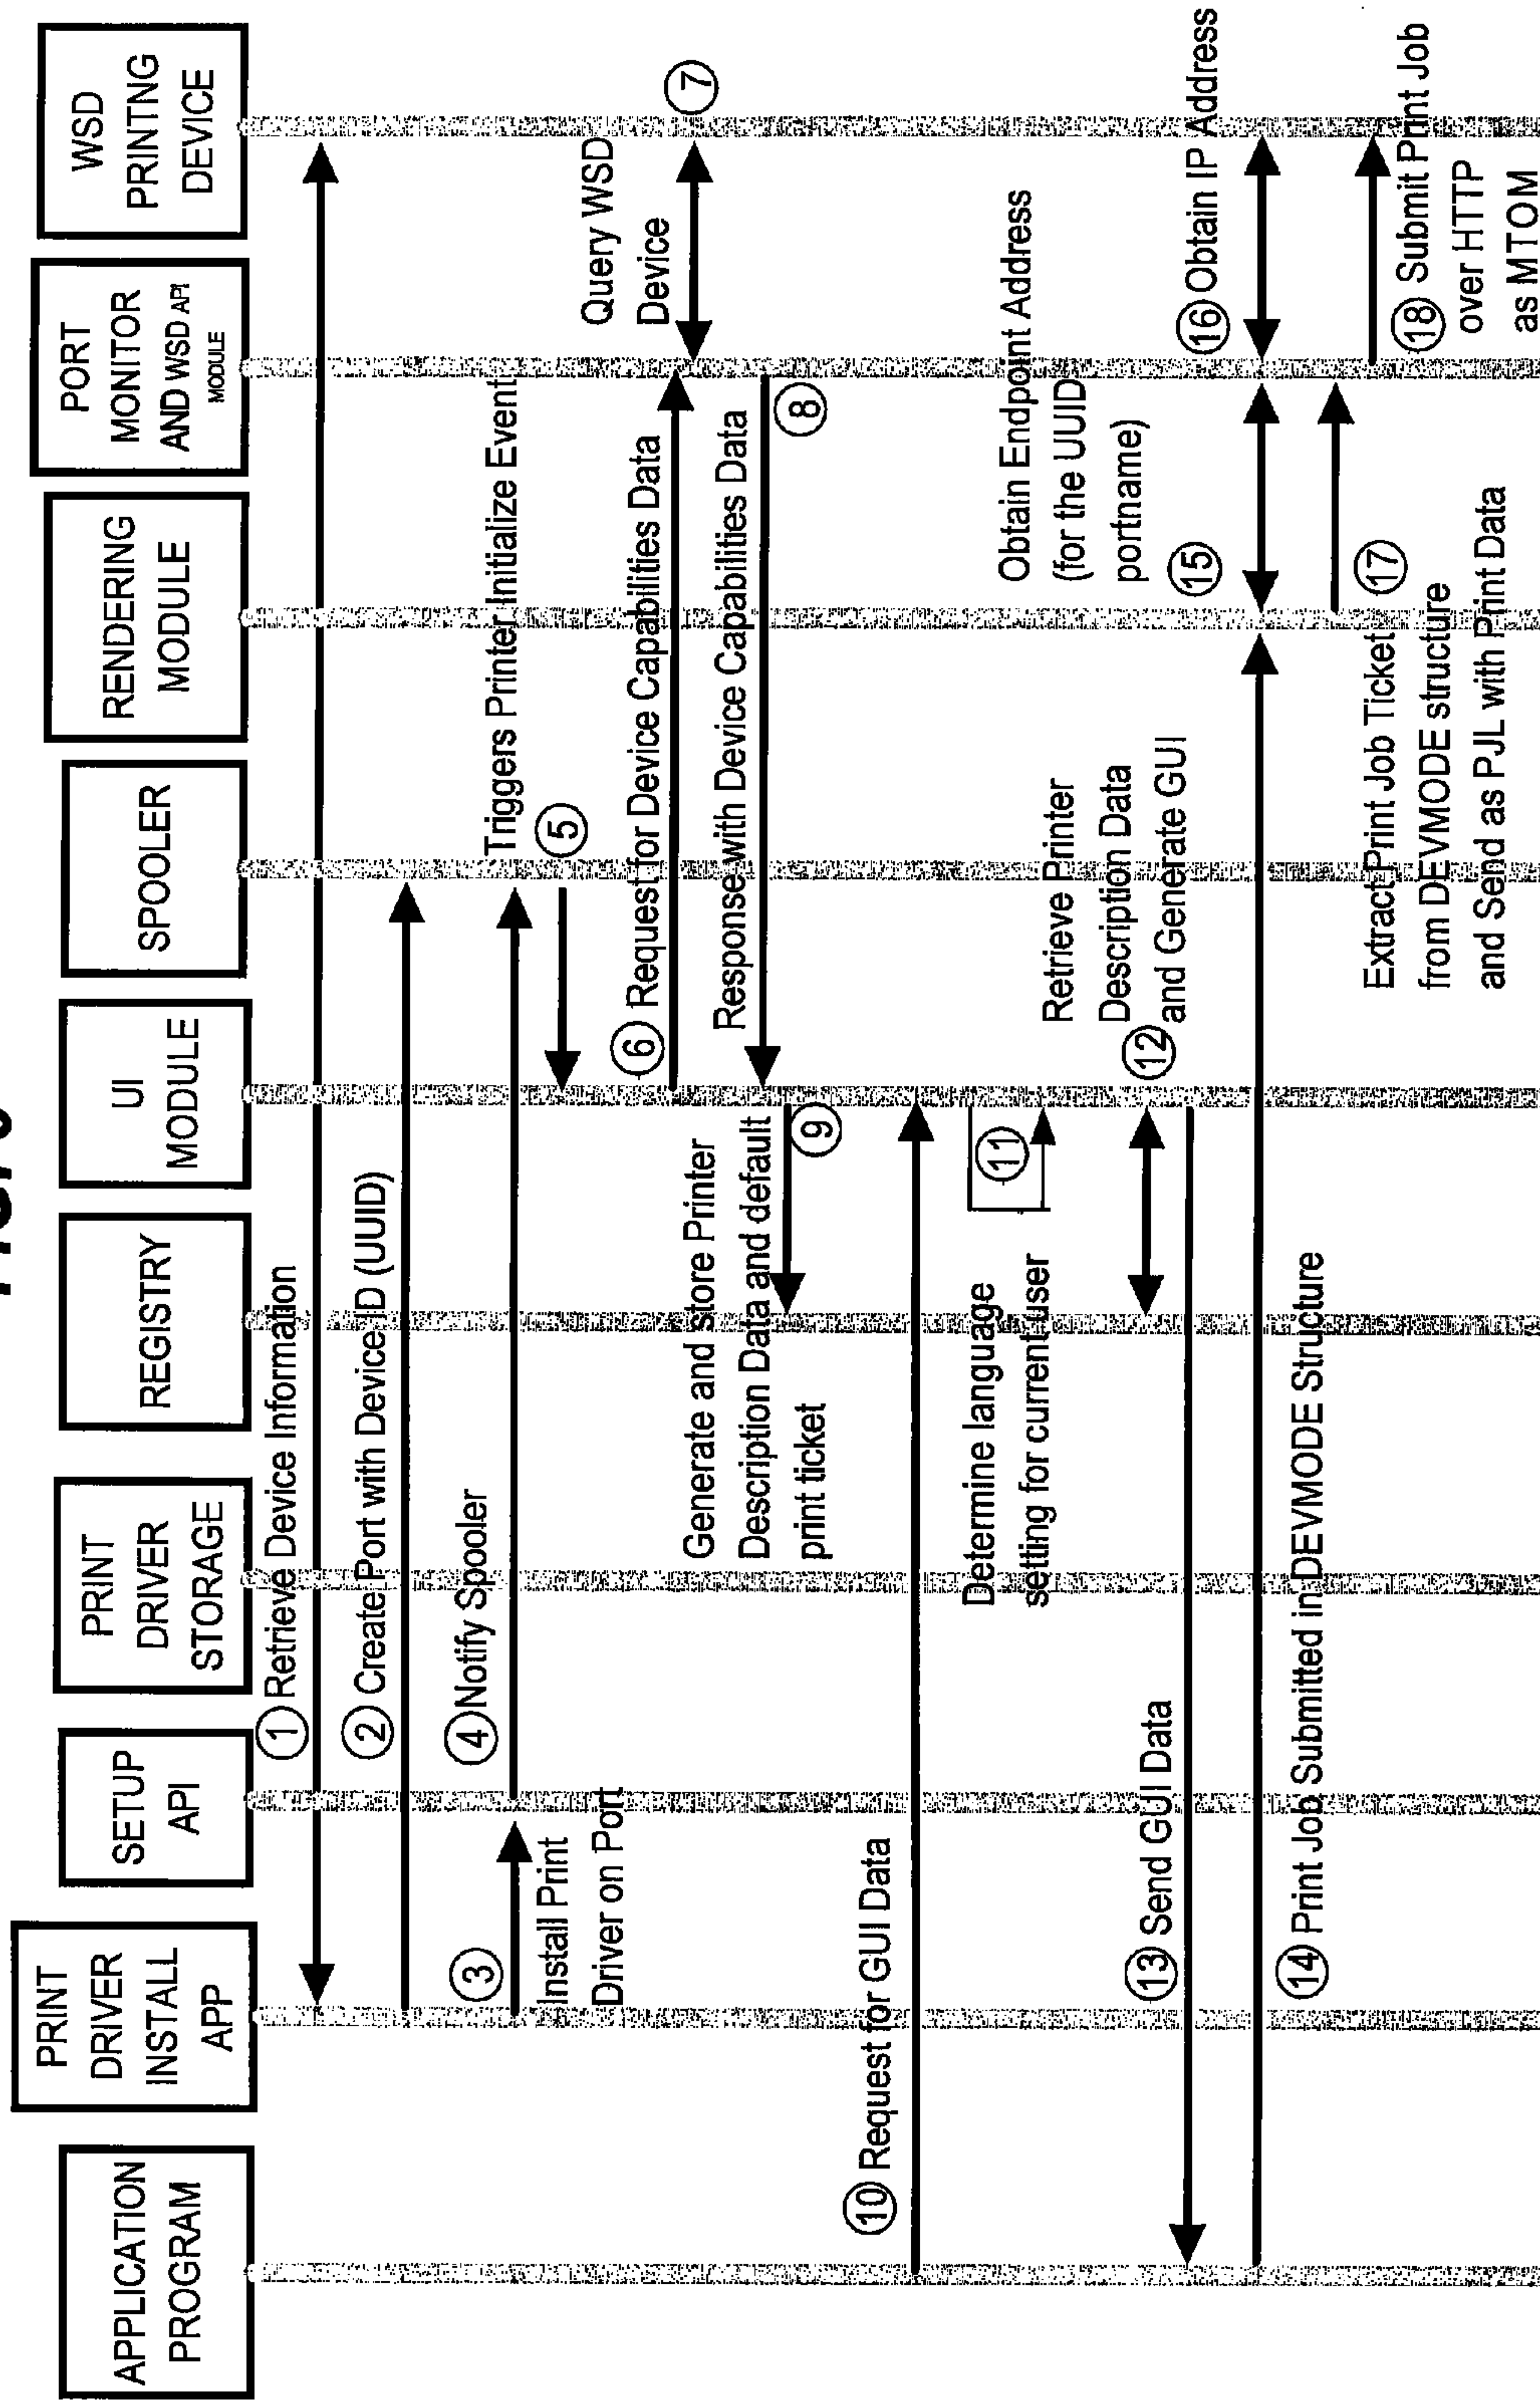 APPLICATION
PROGRAM
PRINT
DRIVER
INSTALL
APP
SETUP
API
PRINT
DRIVER
STORAGE
REGISTRY
UI
MODULE
SPOOLER
RENDERING
MODULE
PORT
MONITOR
AND WSD API
MODULE
WSD
PRINTNG
DEVICE
1 Retrieve Device Information
2 Create Port with Device ID (UUID)
3
Install Print
Driver on Port
4 Notify Spooler
Triggers Printer Initialize Event
5
6 Request for Device Capabilities Data
Query WSD
Device
7
Response with Device Capabilities Data
8
Generate and store Printer
Description Data and default
print ticket
9
10 Request for GUI Data
Determine language
setting for current user
11
Retrieve Printer
Description Data
and Generate GUI
12
13 Send GUI Data
14 Print Job Submitted in DEVMODE Structure
Obtain Endpoint Address
(for the UUID
portname)
15
16 Obtain IP Address
17
Extract Print Job Ticket
from DEVMODE structure
and Send as PJL with Print Data
18 Submit Print Job
over HTTP
as MTOM